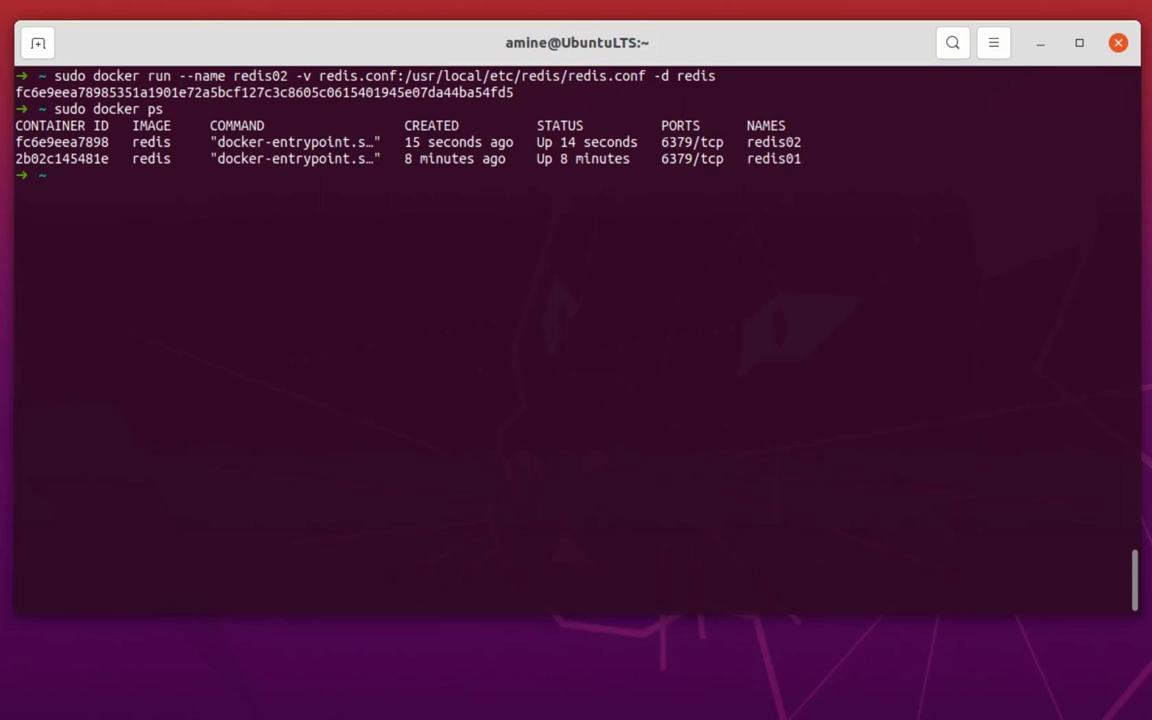 amine@UbuntuLTS:~
→ ~ sudo docker run --name redis02 -v redis.conf:/usr/local/etc/redis/redis.conf -d redis
fc6e9eea78985351a1901e72a5bcf127c3c8605c0615401945e07da44ba54fd5
→ ~ sudo docker ps
CONTAINER ID   IMAGE     COMMAND                  CREATED          STATUS          PORTS      NAMES
fc6e9eea7898   redis     "docker-entrypoint.s…"   15 seconds ago   Up 14 seconds   6379/tcp   redis02
2b02c145481e   redis     "docker-entrypoint.s…"   8 minutes ago    Up 8 minutes    6379/tcp   redis01
→ ~